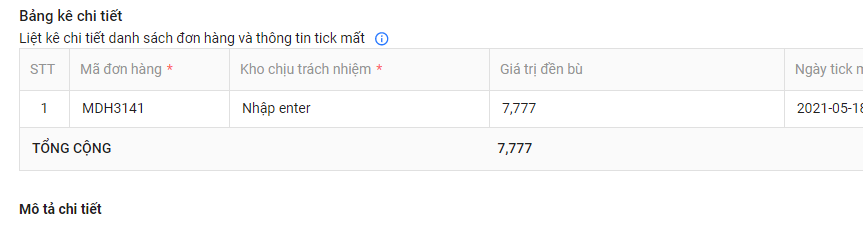 Bảng kê chi tiết
Liệt kê chi tiết danh sách đơn hàng và thông tin tick mất
STT Mã đơn hàng * Kho chịu trách nhiệm * Giá trị đền bù Ngày tick
1 MDH3141 Nhập enter 7,777 2021-05-18
TỔNG CỘNG 7,777
Mô tả chi tiết